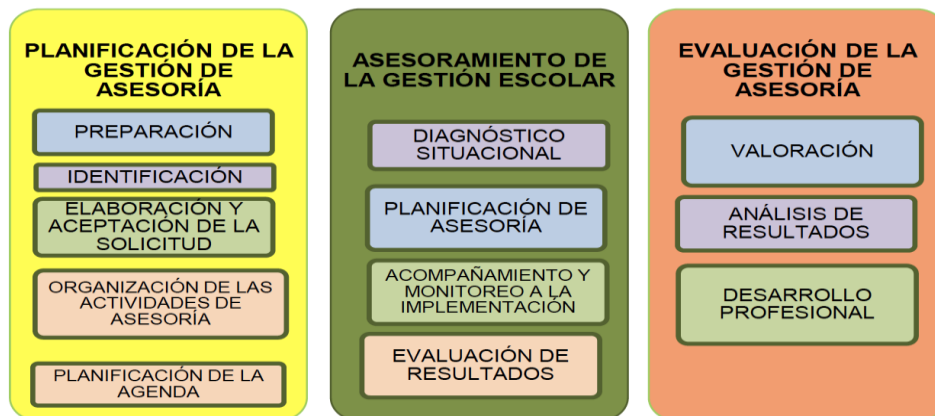 PLANIFICACIÓN DE LA
GESTIÓN DE
ASESORÍA
PREPARACIÓN
IDENTIFICACIÓN
ELABORACIÓN Y
ACEPTACIÓN DE LA
SOLICITUD
ORGANIZACIÓN DE LAS
ACTIVIDADES DE
ASESORÍA
PLANIFICACIÓN DE LA
AGENDA
ASESORAMIENTO DE
LA GESTIÓN ESCOLAR
DIAGNÓSTICO
SITUACIONAL
PLANIFICACIÓN DE
ASESORÍA
ACOMPAÑAMIENTO Y
MONITOREO A LA
IMPLEMENTACIÓN
EVALUACIÓN DE
RESULTADOS
EVALUACIÓN DE LA
GESTIÓN DE
ASESORÍA
VALORACIÓN
ANÁLISIS DE
RESULTADOS
DESARROLLO
PROFESIONAL